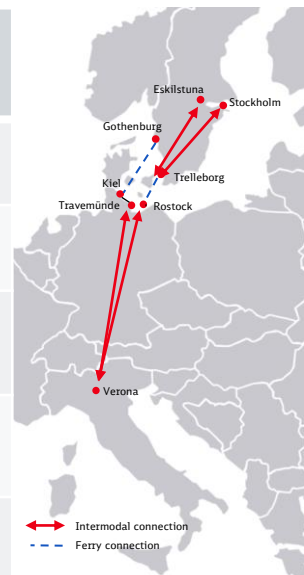 Eskilstuna
Stockholm
Gothenburg
Trelleborg
Kiel
Travemünde
Rostock
Verona
Intermodal connection
Ferry connection